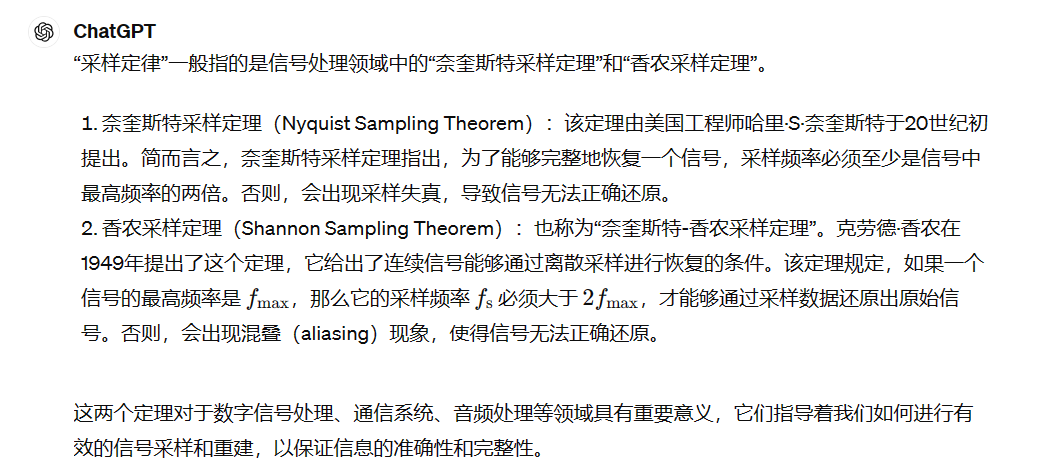 ChatGPT
“采样定律”一般指的是信号处理领域中的“奈奎斯特采样定理”和“香农采样定理”。
1. 奈奎斯特采样定理（Nyquist Sampling Theorem）：该定理由美国工程师哈里·S·奈奎斯特于20世纪初
提出。简而言之，奈奎斯特采样定理指出，为了能够完整地恢复一个信号，采样频率必须至少是信号中
最高频率的两倍。否则，会出现采样失真，导致信号无法正确还原。
2. 香农采样定理（Shannon Sampling Theorem）：也称为“奈奎斯特-香农采样定理”。克劳德·香农在
1949年提出了这个定理，它给出了连续信号能够通过离散采样进行恢复的条件。该定理规定，如果一个
信号的最高频率是 f_max，那么它的采样频率 f_s 必须大于 2f_max，才能够通过采样数据还原出原始信
号。否则，会出现混叠（aliasing）现象，使得信号无法正确还原。
这两个定理对于数字信号处理、通信系统、音频处理等领域具有重要意义，它们指导着我们如何进行有
效的信号采样和重建，以保证信息的准确性和完整性。